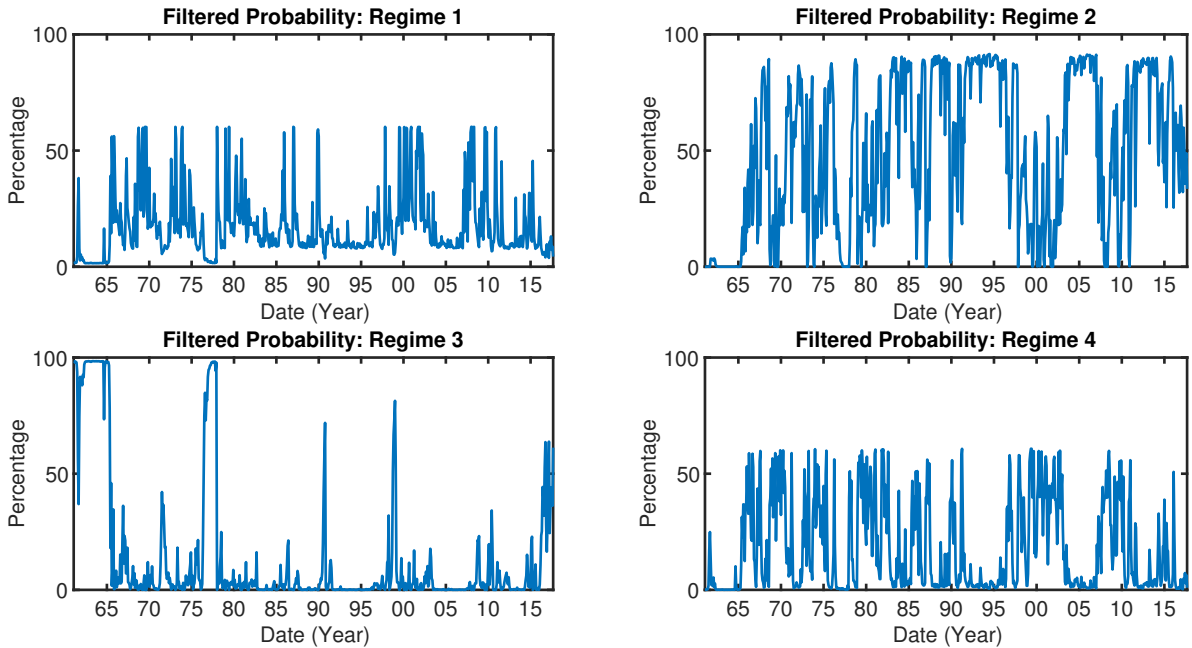 Filtered Probability: Regime 1
100
50
0
Percentage
65 70 75 80 85 90 95 00 05 10 15
Date (Year)
Filtered Probability: Regime 2
100
50
0
Percentage
65 70 75 80 85 90 95 00 05 10 15
Date (Year)
Filtered Probability: Regime 3
100
50
0
Percentage
65 70 75 80 85 90 95 00 05 10 15
Date (Year)
Filtered Probability: Regime 4
100
50
0
Percentage
65 70 75 80 85 90 95 00 05 10 15
Date (Year)